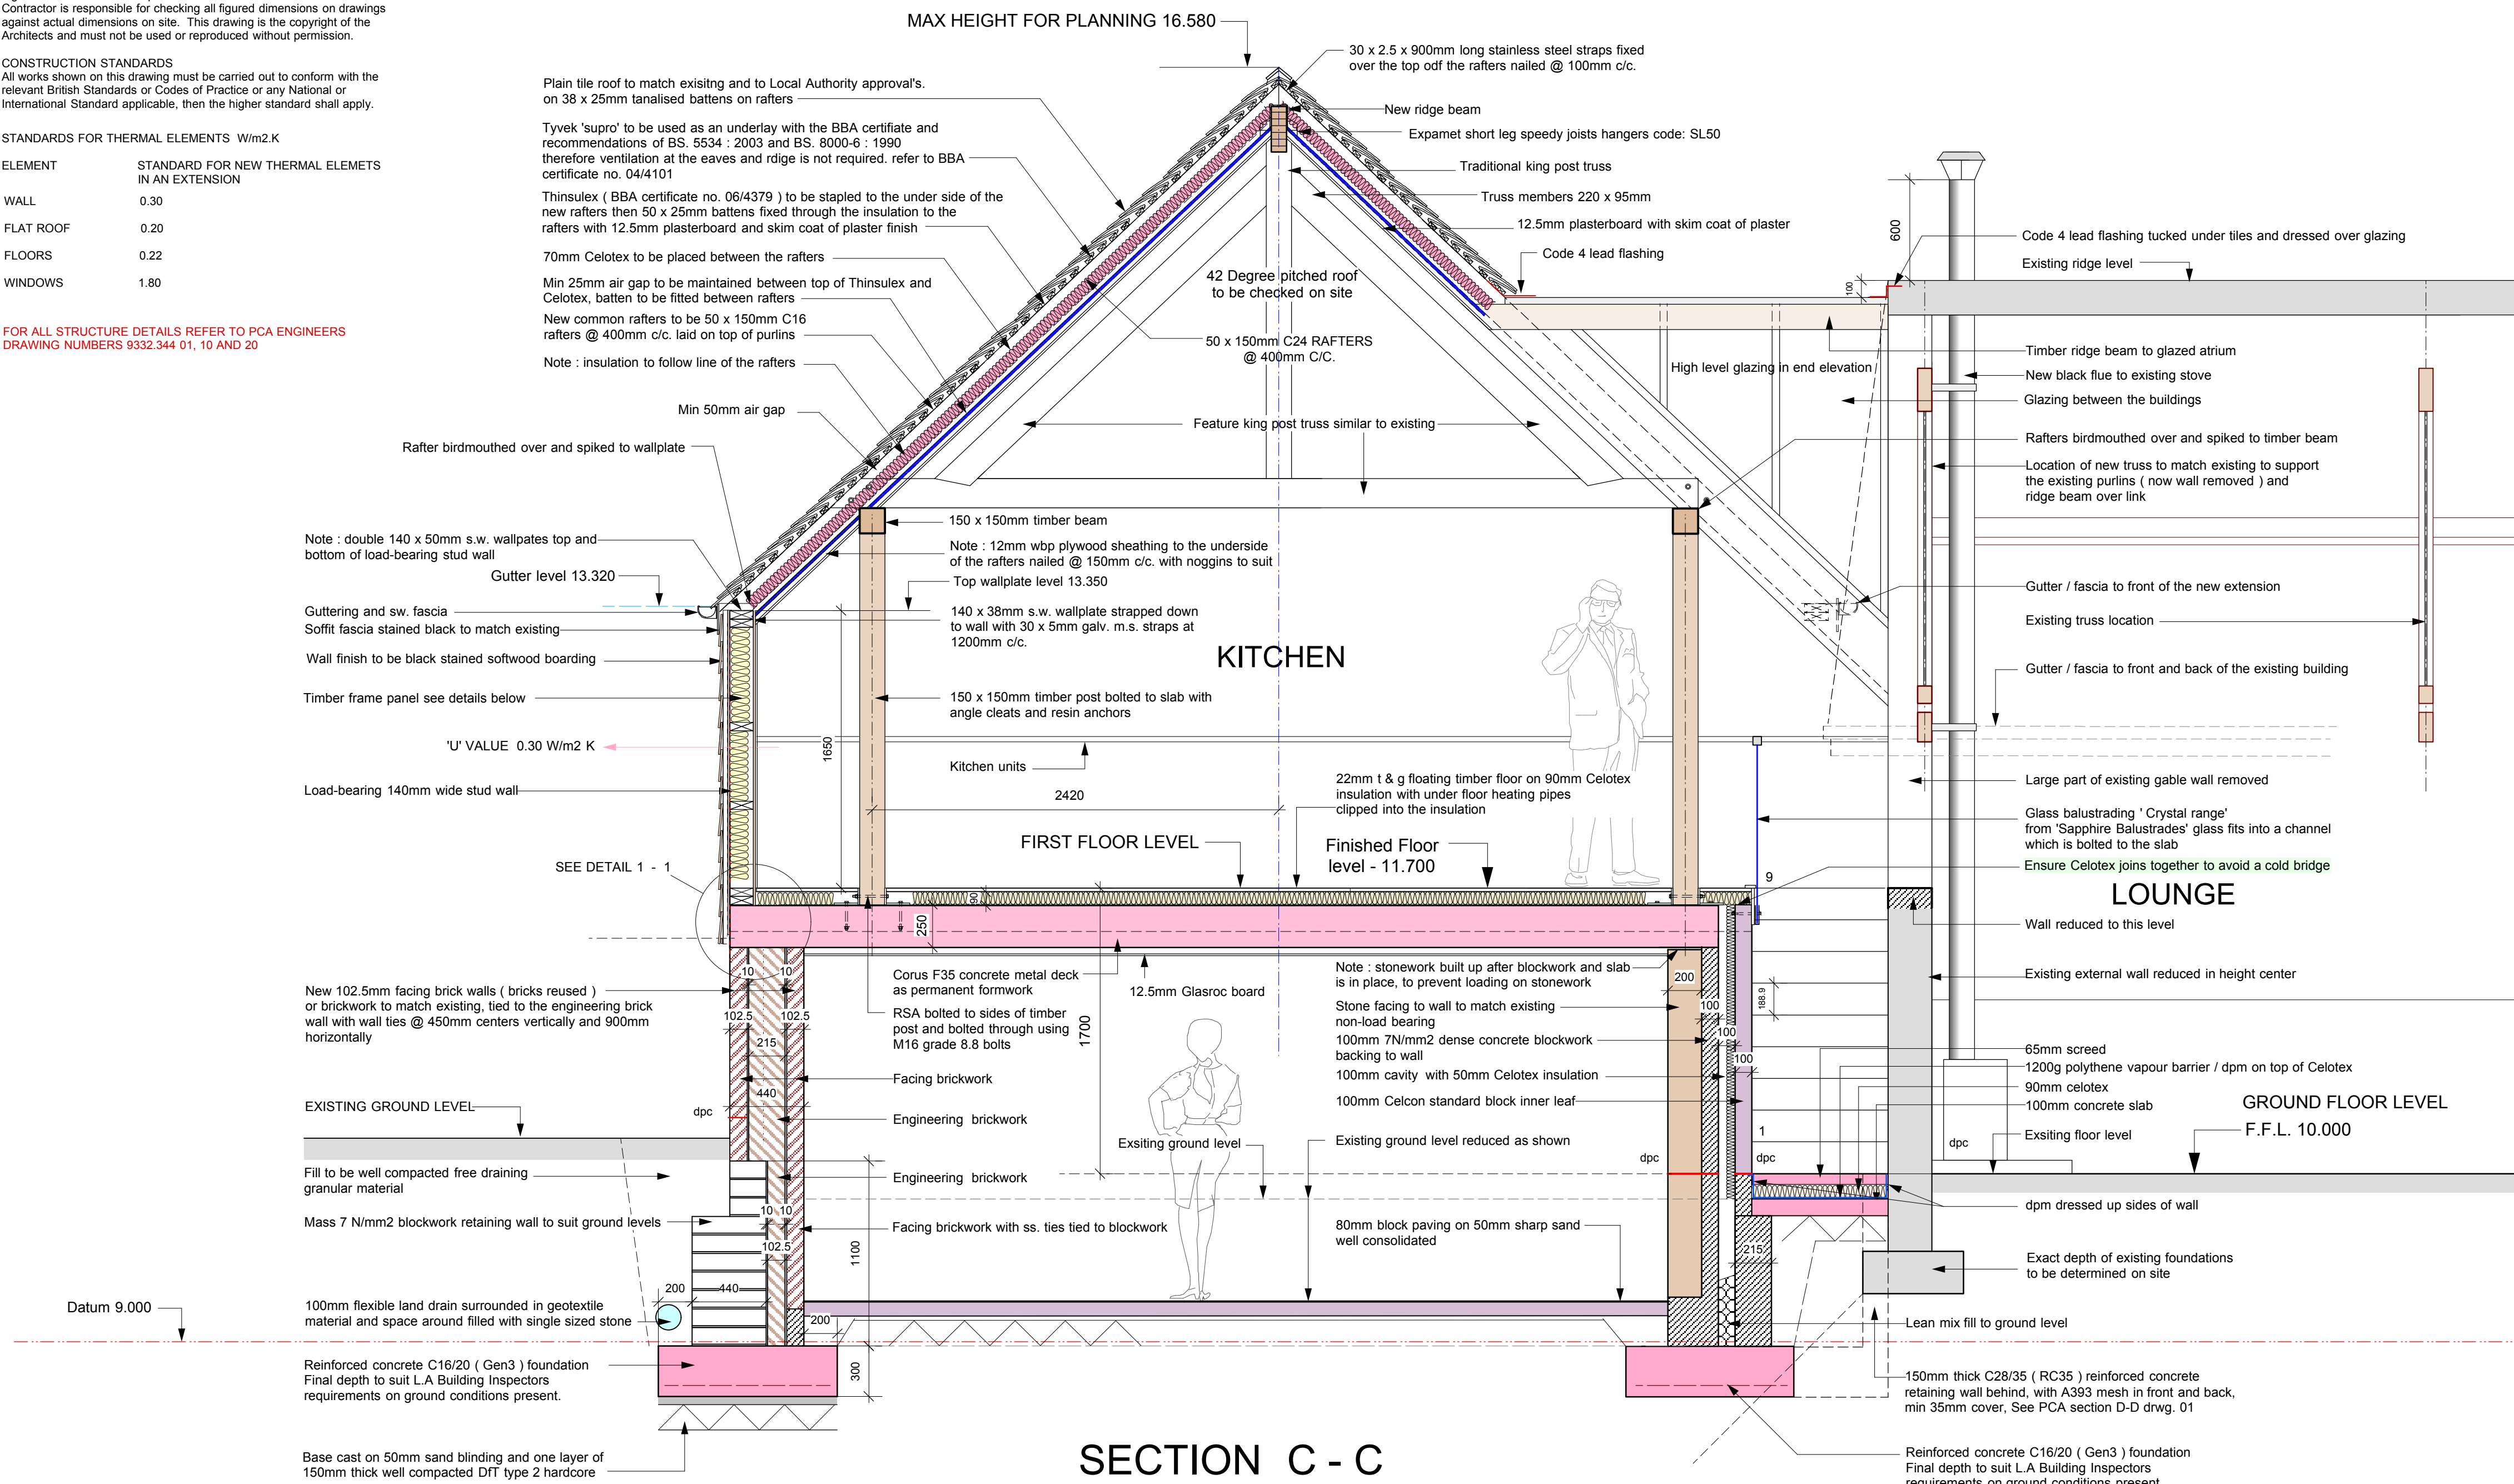 Contractor is responsible for checking all figured dimensions on drawings
against actual dimensions on site. This drawing is the copyright of the
Architects and must not be used or reproduced without permission.
CONSTRUCTION STANDARDS
All works shown on this drawing must be carried out to conform with the
relevant British Standards or Codes of Practice or any National or
International Standard applicable, then the higher standard shall apply.
STANDARDS FOR THERMAL ELEMENTS W/m2.K
ELEMENT STANDARD FOR NEW THERMAL ELEMETS
IN AN EXTENSION
WALL 0.30
FLAT ROOF 0.20
FLOORS 0.22
WINDOWS 1.80
FOR ALL STRUCTURE DETAILS REFER TO PCA ENGINEERS
DRAWING NUMBERS 9332.344 01, 10 AND 20
MAX HEIGHT FOR PLANNING 16.580
Plain tile roof to match exisitng and to Local Authority approval's.
on 38 x 25mm tanalised battens on rafters
Tyvek 'supro' to be used as an underlay with the BBA certifiate and
recommendations of BS. 5534 : 2003 and BS. 8000-6 : 1990
therefore ventilation at the eaves and rdige is not required. refer to BBA
certificate no. 04/4101
Thinsulex ( BBA certificate no. 06/4379 ) to be stapled to the under side of the
new rafters then 50 x 25mm battens fixed through the insulation to the
rafters with 12.5mm plasterboard and skim coat of plaster finish
70mm Celotex to be placed between the rafters
Min 25mm air gap to be maintained between top of Thinsulex and
Celotex, batten to be fitted between rafters
New common rafters to be 50 x 150mm C16
rafters @ 400mm c/c. laid on top of purlins
Note : insulation to follow line of the rafters
Min 50mm air gap
Rafter birdmouthed over and spiked to wallplate
Note : double 140 x 50mm s.w. wallpates top and
bottom of load-bearing stud wall
Gutter level 13.320
Guttering and sw. fascia
Soffit fascia stained black to match existing
Wall finish to be black stained softwood boarding
Timber frame panel see details below
'U' VALUE 0.30 W/m2 K
Load-bearing 140mm wide stud wall
SEE DETAIL 1 - 1
New 102.5mm facing brick walls ( bricks reused )
or brickwork to match existing, tied to the engineering brick
wall with wall ties @ 450mm centers vertically and 900mm
horizontally
EXISTING GROUND LEVEL
Fill to be well compacted free draining
granular material
Mass 7 N/mm2 blockwork retaining wall to suit ground levels
Datum 9.000
100mm flexible land drain surrounded in geotextile
material and space around filled with single sized stone
Reinforced concrete C16/20 ( Gen3 ) foundation
Final depth to suit L.A Building Inspectors
requirements on ground conditions present.
Base cast on 50mm sand blinding and one layer of
150mm thick well compacted DfT type 2 hardcore
30 x 2.5 x 900mm long stainless steel straps fixed
over the top odf the rafters nailed @ 100mm c/c.
New ridge beam
Expamet short leg speedy joists hangers code: SL50
Traditional king post truss
Truss members 220 x 95mm
12.5mm plasterboard with skim coat of plaster
Code 4 lead flashing
42 Degree pitched roof
to be checked on site
50 x 150mm C24 RAFTERS
@ 400mm C/C.
Feature king post truss similar to existing
High level glazing in end elevation
150 x 150mm timber beam
Note : 12mm wbp plywood sheathing to the underside
of the rafters nailed @ 150mm c/c. with noggins to suit
Top wallplate level 13.350
140 x 38mm s.w. wallplate strapped down
to wall with 30 x 5mm galv. m.s. straps at
1200mm c/c.
KITCHEN
150 x 150mm timber post bolted to slab with
angle cleats and resin anchors
1650
Kitchen units
2420
22mm t & g floating timber floor on 90mm Celotex
insulation with under floor heating pipes
clipped into the insulation
FIRST FLOOR LEVEL
Finished Floor
level - 11.700
90
250
9
Corus F35 concrete metal deck
as permanent formwork
12.5mm Glasroc board
RSA bolted to sides of timber
post and bolted through using
M16 grade 8.8 bolts
1700
Note : stonework built up after blockwork and slab
is in place, to prevent loading on stonework
Stone facing to wall to match existing
non-load bearing
100mm 7N/mm2 dense concrete blockwork
backing to wall
100mm cavity with 50mm Celotex insulation
100mm Celcon standard block inner leaf
200
100
100
100
188.9
10 10
102.5 102.5
215
440
dpc
Facing brickwork
Engineering brickwork
Exsiting ground level
Existing ground level reduced as shown
dpc dpc
1
Engineering brickwork
10 10
Facing brickwork with ss. ties tied to blockwork
102.5
1100
80mm block paving on 50mm sharp sand
well consolidated
215
200 440
200
300
SECTION C - C
600
100
Code 4 lead flashing tucked under tiles and dressed over glazing
Existing ridge level
Timber ridge beam to glazed atrium
New black flue to existing stove
Glazing between the buildings
Rafters birdmouthed over and spiked to timber beam
Location of new truss to match existing to support
the existing purlins ( now wall removed ) and
ridge beam over link
Gutter / fascia to front of the new extension
Existing truss location
Gutter / fascia to front and back of the existing building
Large part of existing gable wall removed
Glass balustrading ' Crystal range'
from 'Sapphire Balustrades' glass fits into a channel
which is bolted to the slab
Ensure Celotex joins together to avoid a cold bridge
LOUNGE
Wall reduced to this level
Existing external wall reduced in height center
65mm screed
1200g polythene vapour barrier / dpm on top of Celotex
90mm celotex
100mm concrete slab
GROUND FLOOR LEVEL
F.F.L. 10.000
Exsiting floor level
dpc
dpm dressed up sides of wall
Exact depth of existing foundations
to be determined on site
Lean mix fill to ground level
150mm thick C28/35 ( RC35 ) reinforced concrete
retaining wall behind, with A393 mesh in front and back,
min 35mm cover, See PCA section D-D drwg. 01
Reinforced concrete C16/20 ( Gen3 ) foundation
Final depth to suit L.A Building Inspectors
requirements on ground conditions present